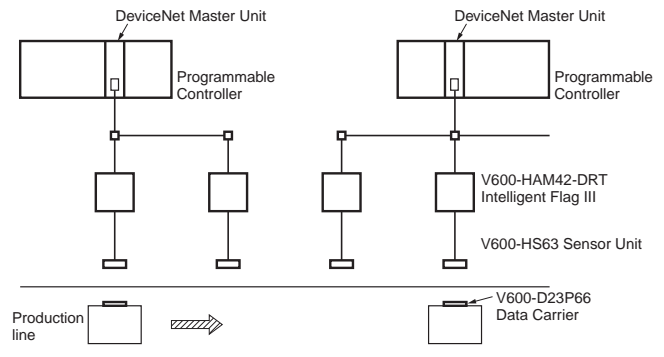 DeviceNet Master Unit
DeviceNet Master Unit
Programmable
Controller
Programmable
Controller
V600-HAM42-DRT
Intelligent Flag III
V600-HS63 Sensor Unit
V600-D23P66
Data Carrier
Production
line